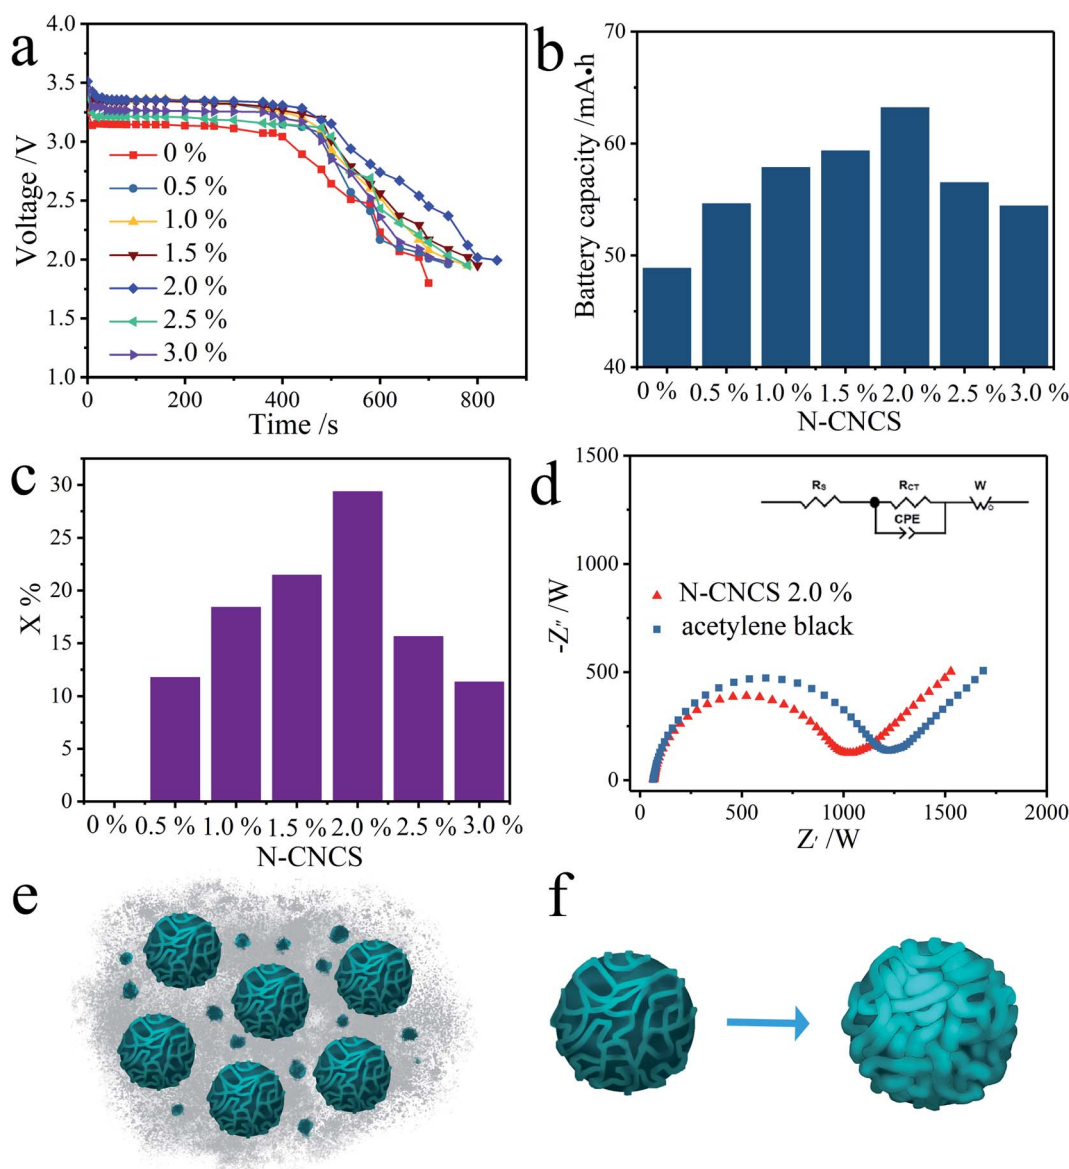 a
4.0
3.5
3.0
2.5
2.0
1.5
1.0
Voltage /V
0 %
0.5 %
1.0 %
1.5 %
2.0 %
2.5 %
3.0 %
0 200 400 600 800
Time /s
b
70
60
50
40
Battery capacity /mA•h
0 % 0.5 % 1.0 % 1.5 % 2.0 % 2.5 % 3.0 %
N-CNCS
c
30
25
20
15
10
5
0
X %
0 % 0.5 % 1.0 % 1.5 % 2.0 % 2.5 % 3.0 %
N-CNCS
d
1500
1000
500
0
-Z″ /W
RS RCT W
CPE
N-CNCS 2.0 %
acetylene black
0 500 1000 1500 2000
Z′ /W
e
f